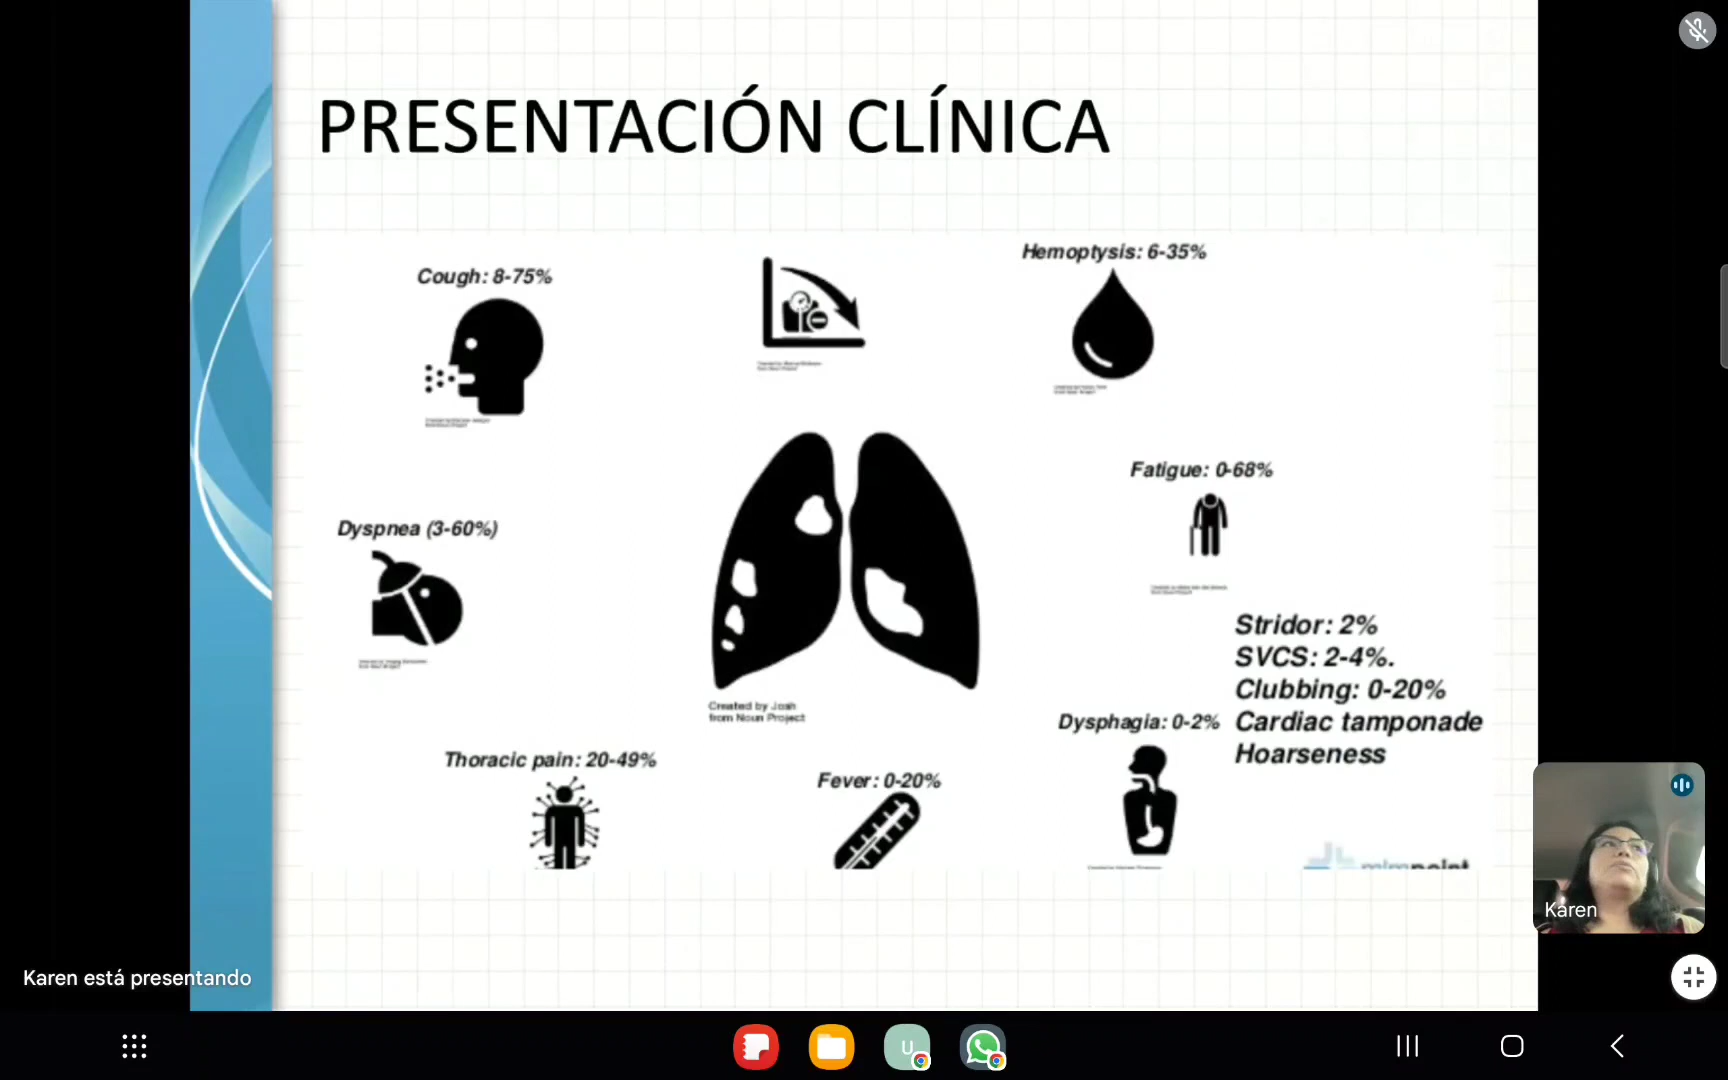 PRESENTACIÓN CLÍNICA
Cough: 8-75%
Hemoptysis: 6-35%
Fatigue: 0-68%
Dyspnea (3-60%)
Stridor: 2%
SVCS: 2-4%.
Clubbing: 0-20%
Cardiac tamponade
Hoarseness
Created by Josh
from Noun Project
Dysphagia: 0-2%
Thoracic pain: 20-49%
Fever: 0-20%
Karen
Karen está presentando
U